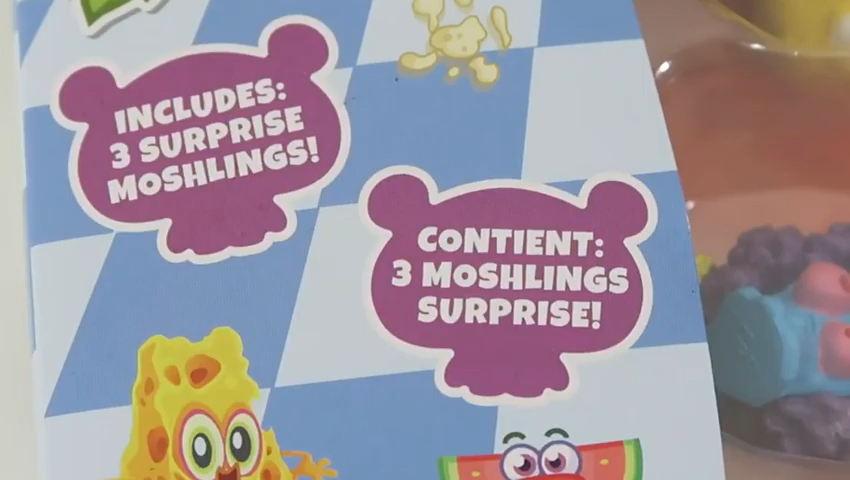 INCLUDES:
3 SURPRISE
MOSHLINGS!
CONTIENT:
3 MOSHLINGS
SURPRISE!